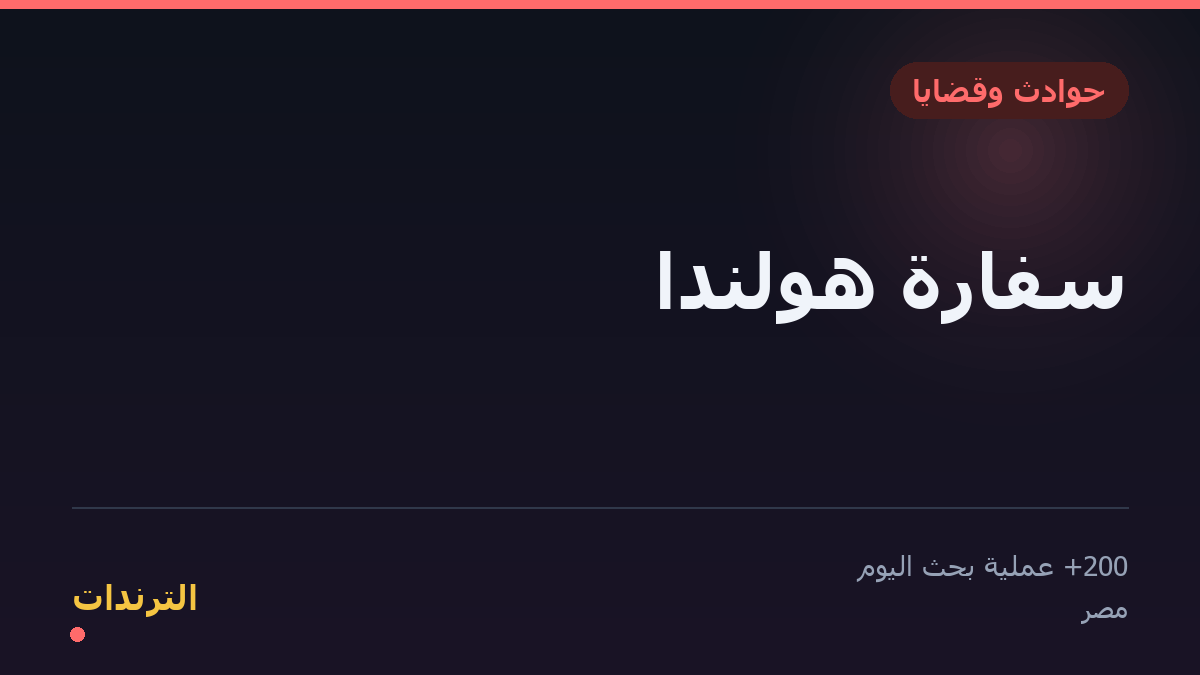 حوادث وقضايا
سفارة هولندا
200+ عملية بحث اليوم
مصر
الترندات